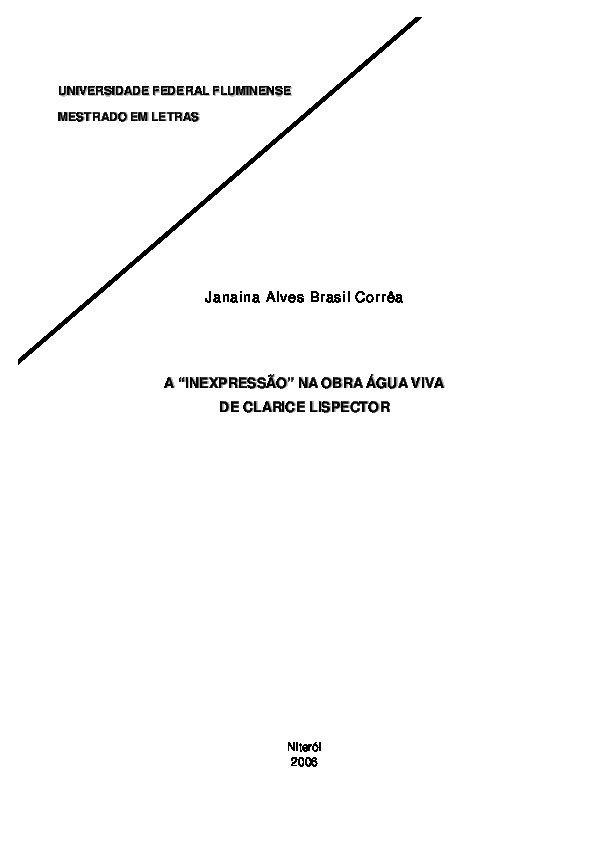 UNIVERSIDADE FEDERAL FLUMINENSE
MESTRADO EM LETRAS
Janaina Alves Brasil Corrêa
A “INEXPRESSÃO” NA OBRA ÁGUA VIVA
DE CLARICE LISPECTOR
Niterói
2006